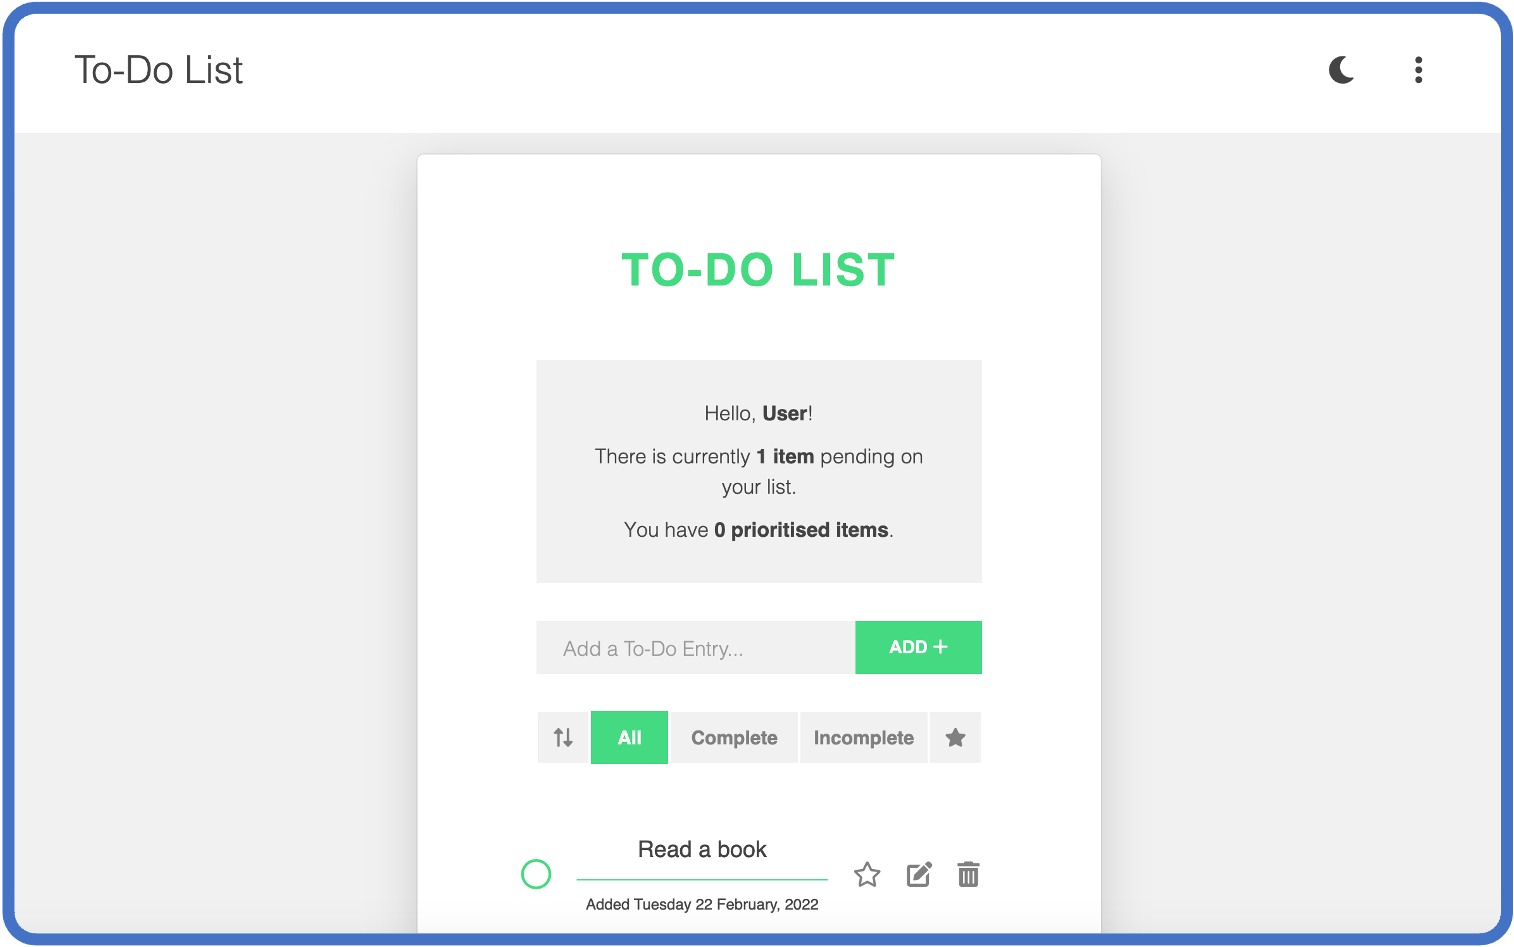 To-Do List
TO-DO LIST
Hello, User!
There is currently 1 item pending on
your list.
You have 0 prioritised items.
Add a To-Do Entry...
ADD +
All
Complete
Incomplete
Read a book
Added Tuesday 22 February, 2022